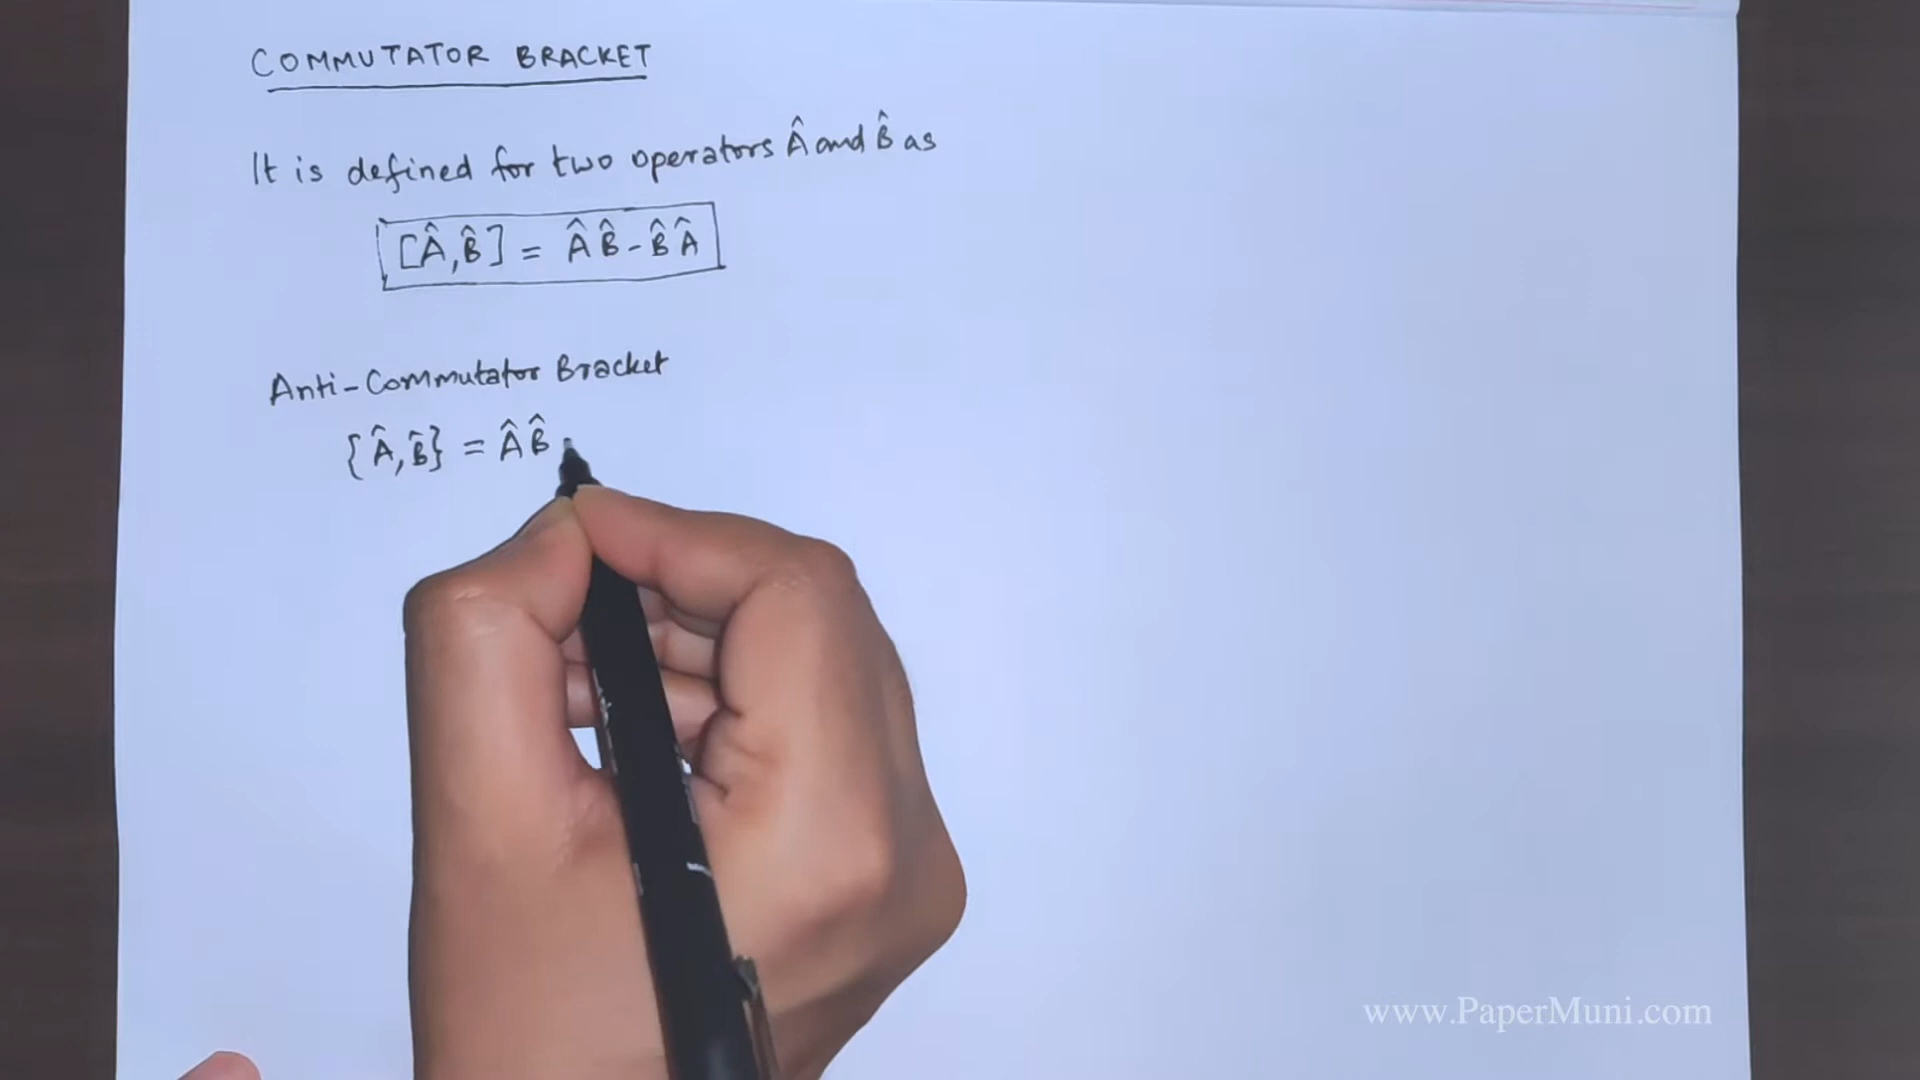 COMMUTATOR BRACKET
It is defined for two operators Â and B̂ as
[Â,B̂] = ÂB̂-B̂Â
Anti-Commutator Bracket
{Â,B̂} = ÂB̂
www.PaperMuni.com